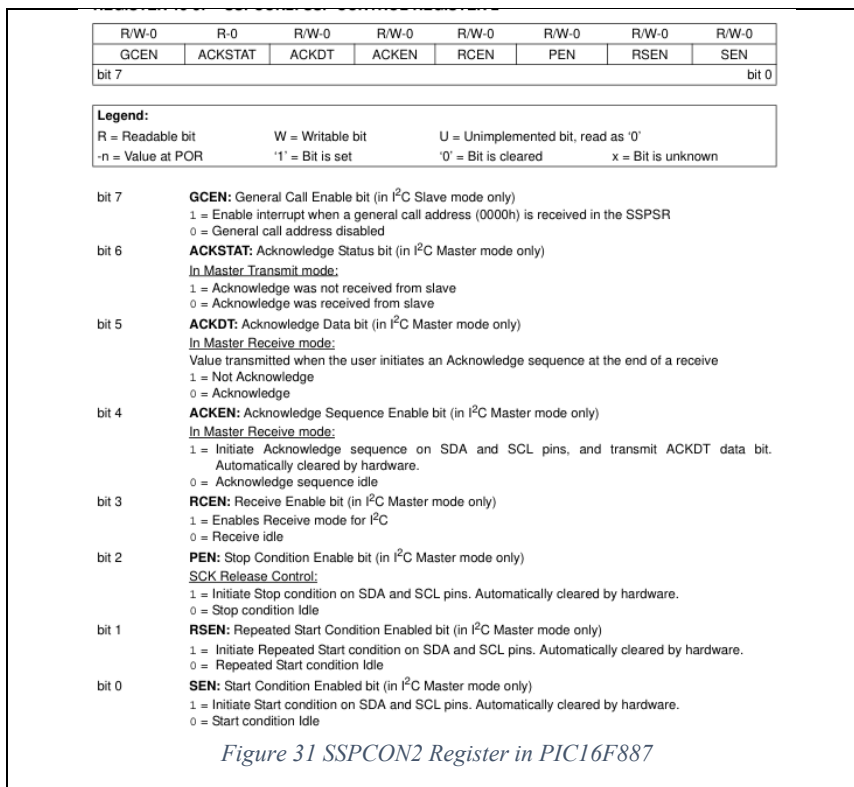 R/W-0 R-0 R/W-0 R/W-0 R/W-0 R/W-0 R/W-0 R/W-0
GCEN ACKSTAT ACKDT ACKEN RCEN PEN RSEN SEN
bit 7 bit 0
Legend:
R = Readable bit W = Writable bit U = Unimplemented bit, read as ‘0’
-n = Value at POR ‘1’ = Bit is set ‘0’ = Bit is cleared x = Bit is unknown
bit 7 GCEN: General Call Enable bit (in I²C Slave mode only)
1 = Enable interrupt when a general call address (0000h) is received in the SSPSR
0 = General call address disabled
bit 6 ACKSTAT: Acknowledge Status bit (in I²C Master mode only)
In Master Transmit mode:
1 = Acknowledge was not received from slave
0 = Acknowledge was received from slave
bit 5 ACKDT: Acknowledge Data bit (in I²C Master mode only)
In Master Receive mode:
Value transmitted when the user initiates an Acknowledge sequence at the end of a receive
1 = Not Acknowledge
0 = Acknowledge
bit 4 ACKEN: Acknowledge Sequence Enable bit (in I²C Master mode only)
In Master Receive mode:
1 = Initiate Acknowledge sequence on SDA and SCL pins, and transmit ACKDT data bit.
Automatically cleared by hardware.
0 = Acknowledge sequence idle
bit 3 RCEN: Receive Enable bit (in I²C Master mode only)
1 = Enables Receive mode for I²C
0 = Receive idle
bit 2 PEN: Stop Condition Enable bit (in I²C Master mode only)
SCK Release Control:
1 = Initiate Stop condition on SDA and SCL pins. Automatically cleared by hardware.
0 = Stop condition Idle
bit 1 RSEN: Repeated Start Condition Enabled bit (in I²C Master mode only)
1 = Initiate Repeated Start condition on SDA and SCL pins. Automatically cleared by hardware.
0 = Repeated Start condition Idle
bit 0 SEN: Start Condition Enabled bit (in I²C Master mode only)
1 = Initiate Start condition on SDA and SCL pins. Automatically cleared by hardware.
0 = Start condition Idle
Figure 31 SSPCON2 Register in PIC16F887